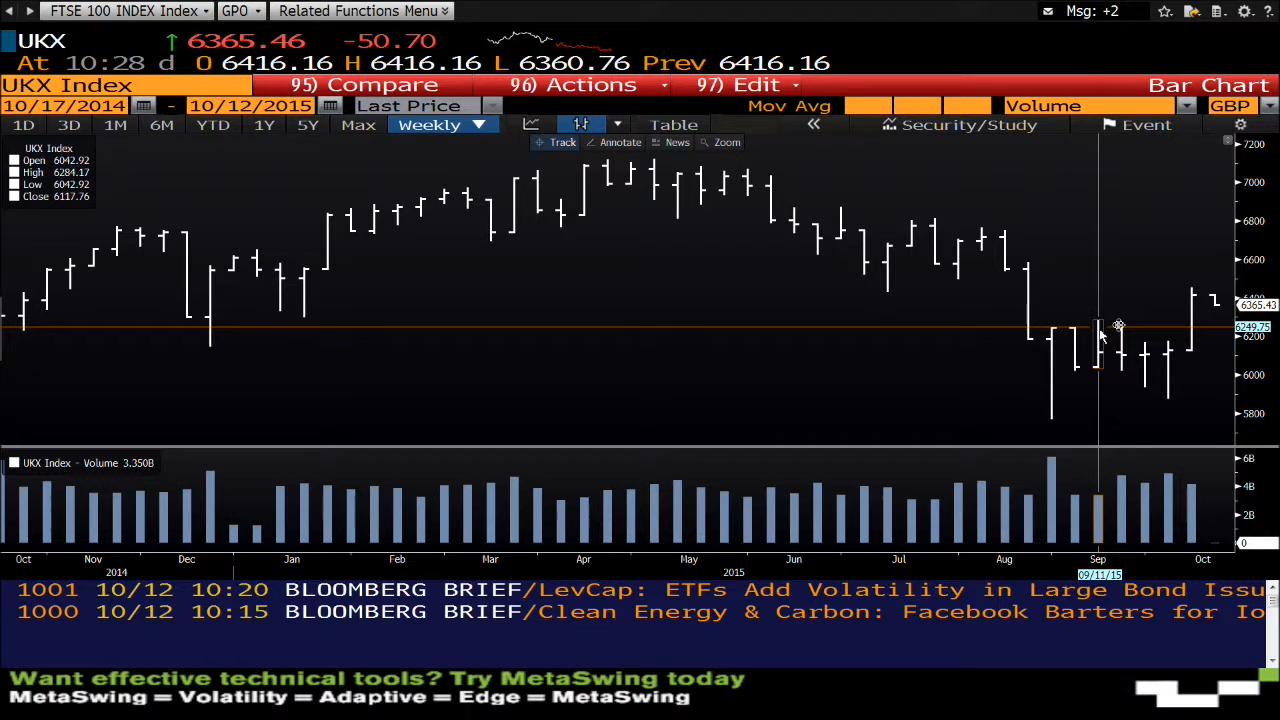 FTSE 100 INDEX Index GPO Related Functions Menu Msg: +2
UKX 6365.46 -50.70
At 10:28 d O 6416.16 H 6416.16 L 6360.76 Prev 6416.16
UKX Index 95) Compare 96) Actions 97) Edit Bar Chart
10/17/2014 - 10/12/2015 Last Price Mov Avg Volume GBP
1D 3D 1M 6M YTD 1Y 5Y Max Weekly Table « Security/Study Event
Track Annotate News Zoom
UKX Index
Open 6042.92
High 6284.17
Low 6042.92
Close 6117.76
7200
7000
6800
6600
6400
6365.43
6249.75
6200
6000
5800
UKX Index - Volume 3.350B
6B
4B
2B
0
Oct Nov Dec Jan Feb Mar Apr May Jun Jul Aug Sep Oct
2014 2015 09/11/15
1001 10/12 10:20 BLOOMBERG BRIEF/LevCap: ETFs Add Volatility in Large Bond Issu
1000 10/12 10:15 BLOOMBERG BRIEF/Clean Energy & Carbon: Facebook Barters for Io
Want effective technical tools? Try MetaSwing today
MetaSwing = Volatility = Adaptive = Edge = MetaSwing